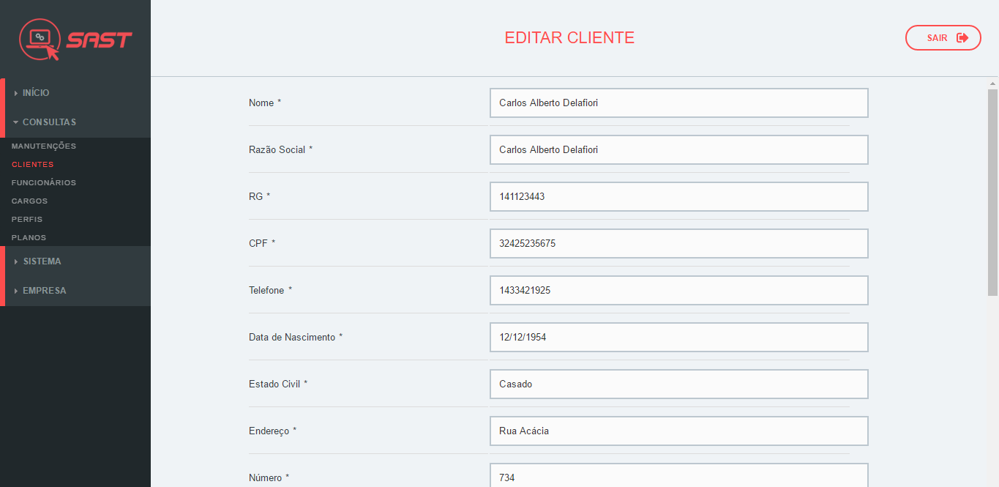 SAST
EDITAR CLIENTE
SAIR
INÍCIO
CONSULTAS
MANUTENÇÕES
CLIENTES
FUNCIONÁRIOS
CARGOS
PERFIS
PLANOS
SISTEMA
EMPRESA
Nome * Carlos Alberto Delafiori
Razão Social * Carlos Alberto Delafiori
RG * 141123443
CPF * 32425235675
Telefone * 1433421925
Data de Nascimento * 12/12/1954
Estado Civil * Casado
Endereço * Rua Acácia
Número * 734